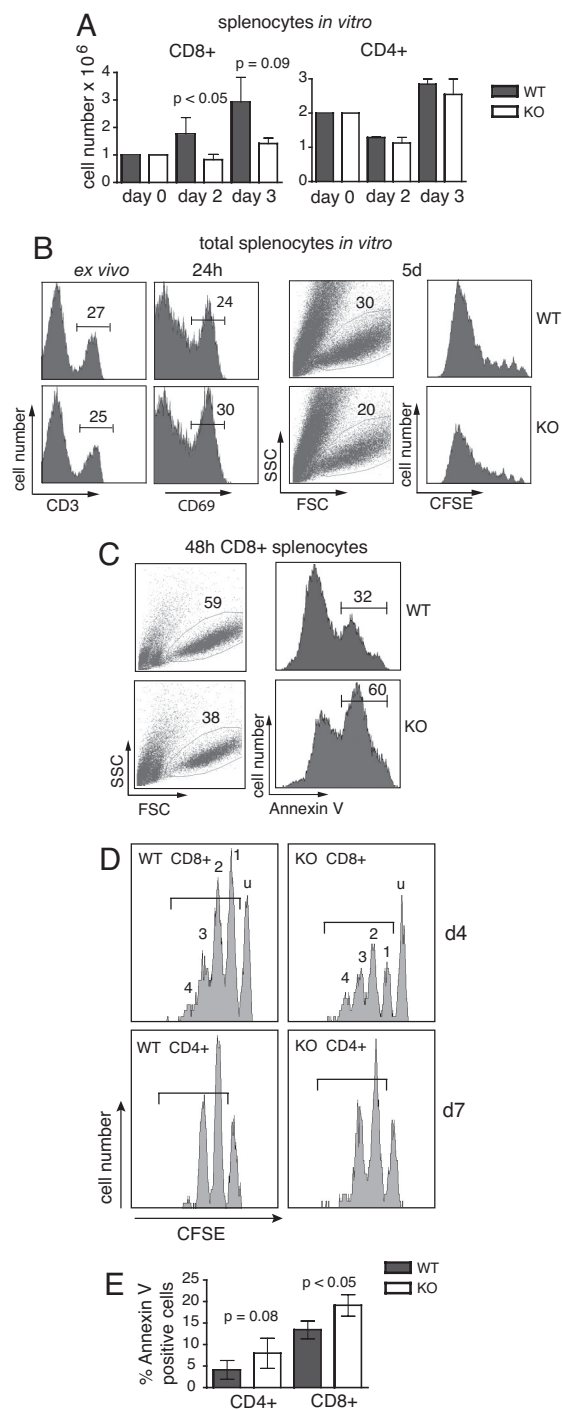 A
splenocytes in vitro
CD8+
CD4+
cell number x 10 6
4
3
2
1
0
p < 0.05
p = 0.09
day 0
day 2
day 3
3
2
1
0
day 0
day 2
day 3
WT
KO
B
total splenocytes in vitro
ex vivo
24h
5d
27
24
30
WT
25
30
20
KO
cell number
CD3
CD69
SSC
FSC
cell number
CFSE
C
48h CD8+ splenocytes
59
32
WT
38
60
KO
SSC
FSC
cell number
Annexin V
D
WT CD8+
1
2
u
3
4
KO CD8+
u
2
3
1
4
d4
WT CD4+
KO CD4+
d7
cell number
CFSE
E
% Annexin V
positive cells
25
20
15
10
5
0
p = 0.08
p < 0.05
CD4+
CD8+
WT
KO